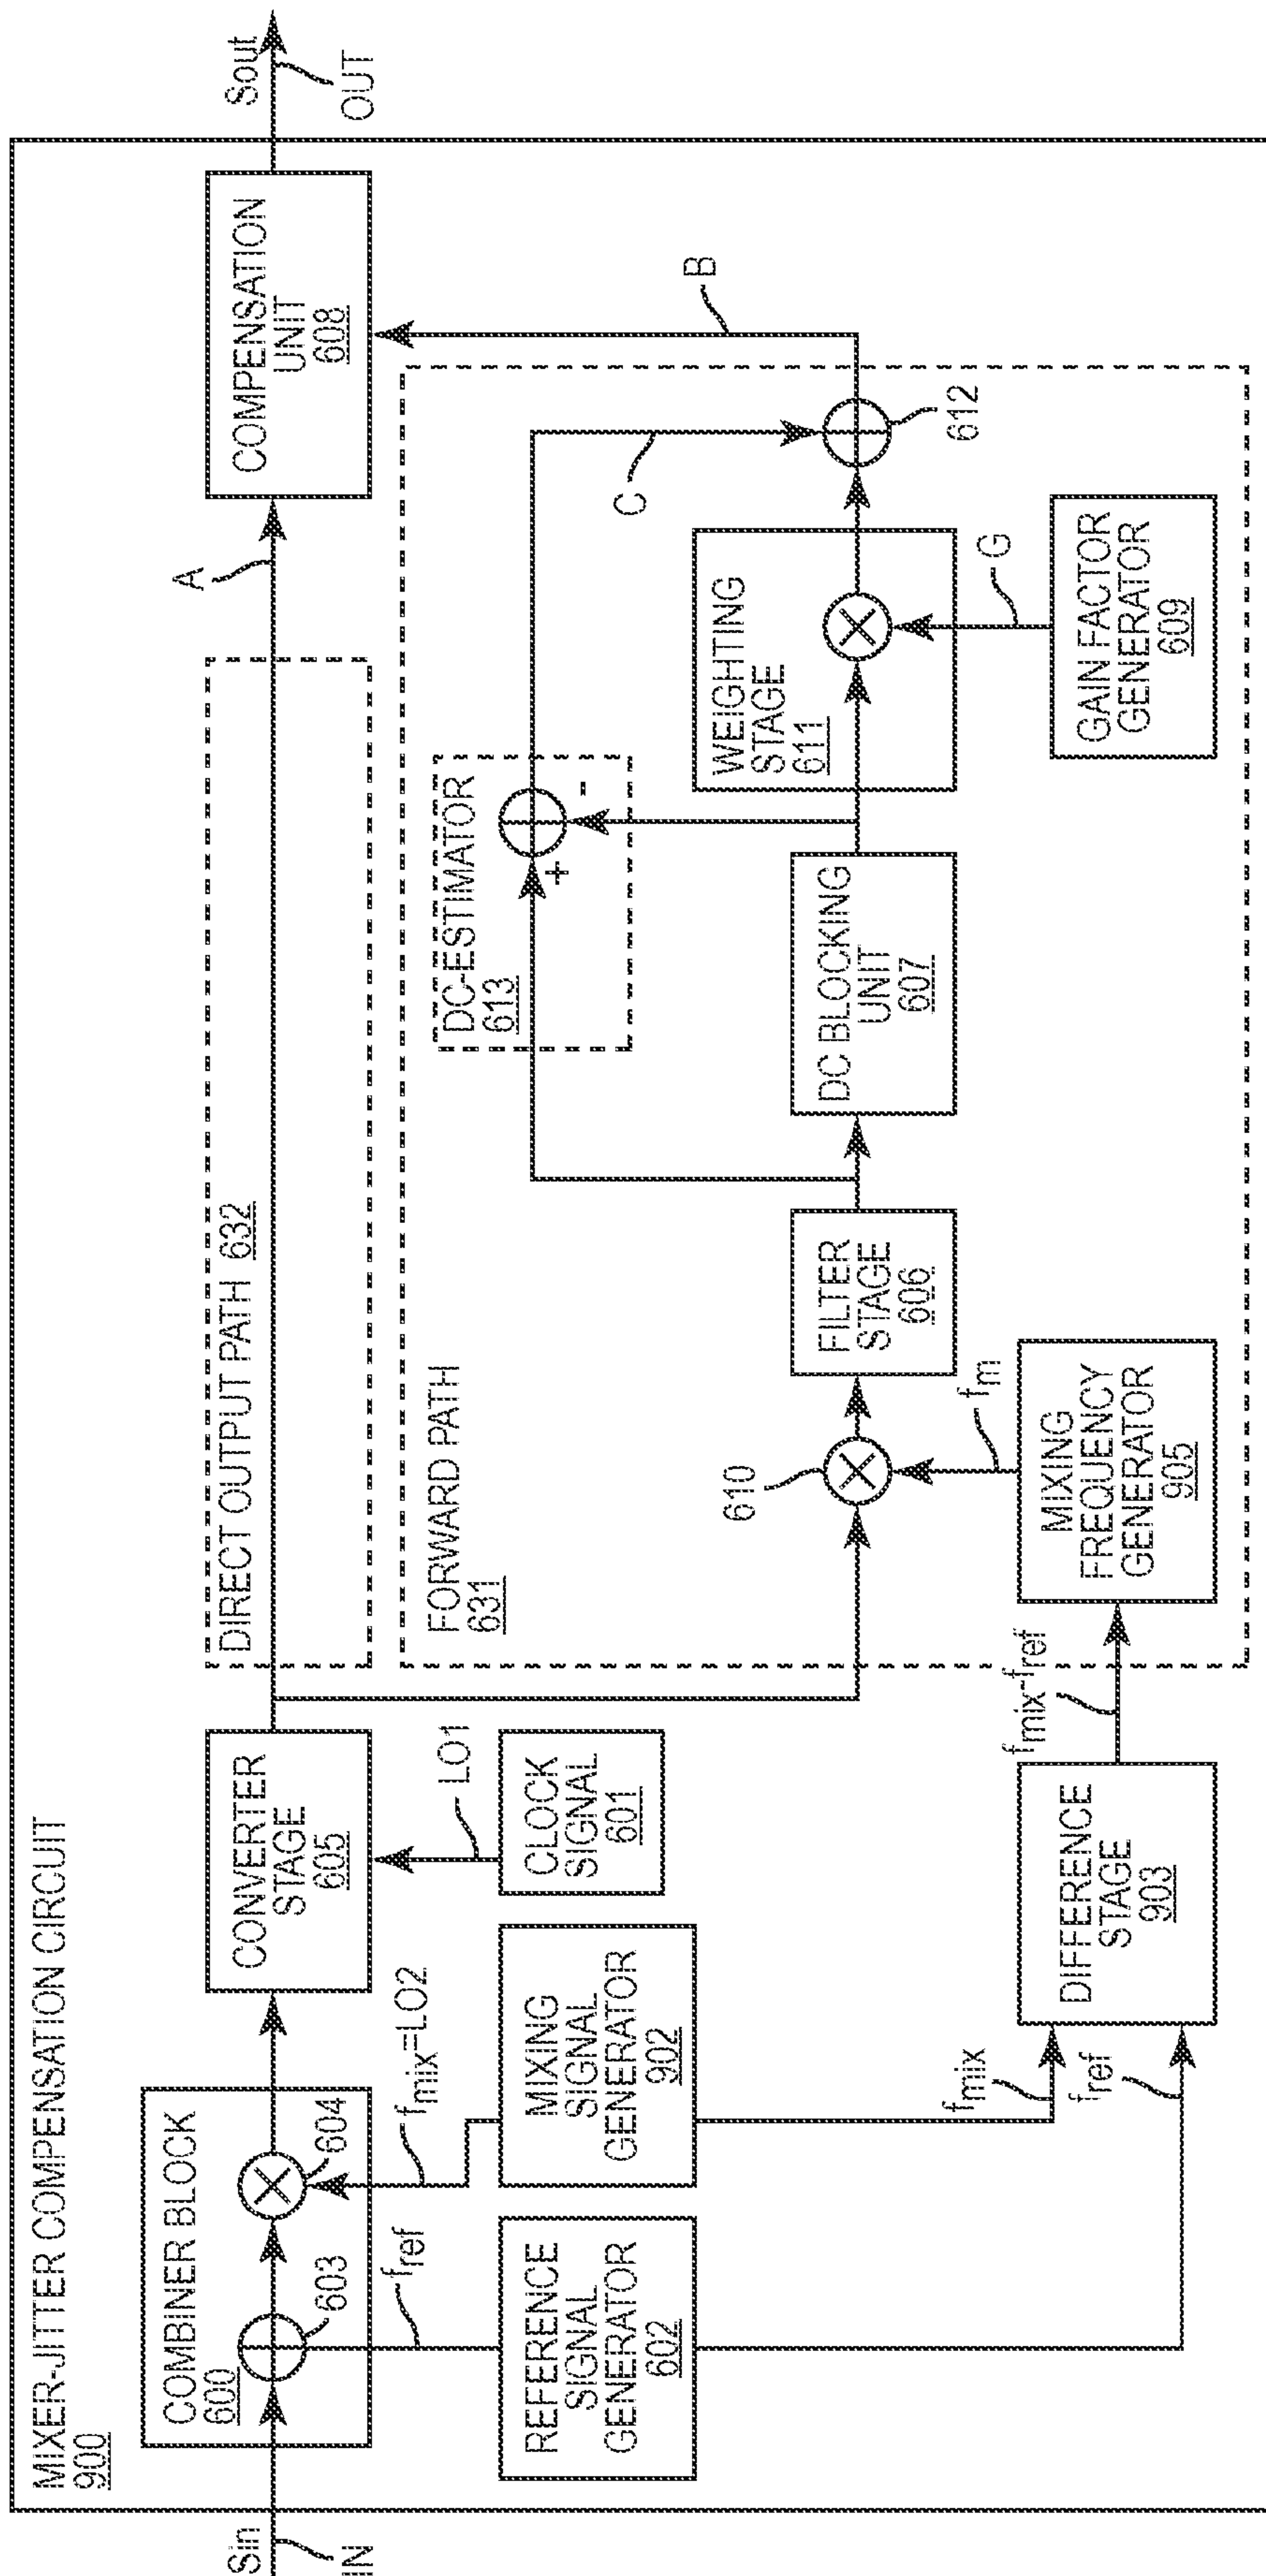 MIXER-JITTER COMPENSATION CIRCUIT
900
Sin
IN
COMBINER BLOCK
600
603
604
fref
fmix=LO2
REFERENCE
SIGNAL
GENERATOR
602
MIXING
SIGNAL
GENERATOR
902
CONVERTER
STAGE
605
LO1
CLOCK
SIGNAL
601
fmix
fref
DIFFERENCE
STAGE
903
fmix-fref
DIRECT OUTPUT PATH 632
FORWARD PATH
631
610
fm
MIXING
FREQUENCY
GENERATOR
905
FILTER
STAGE
606
DC BLOCKING
UNIT
607
DC-ESTIMATOR
613
+
-
WEIGHTING
STAGE
611
G
GAIN FACTOR
GENERATOR
609
C
612
B
A
COMPENSATION
UNIT
608
Sout
OUT